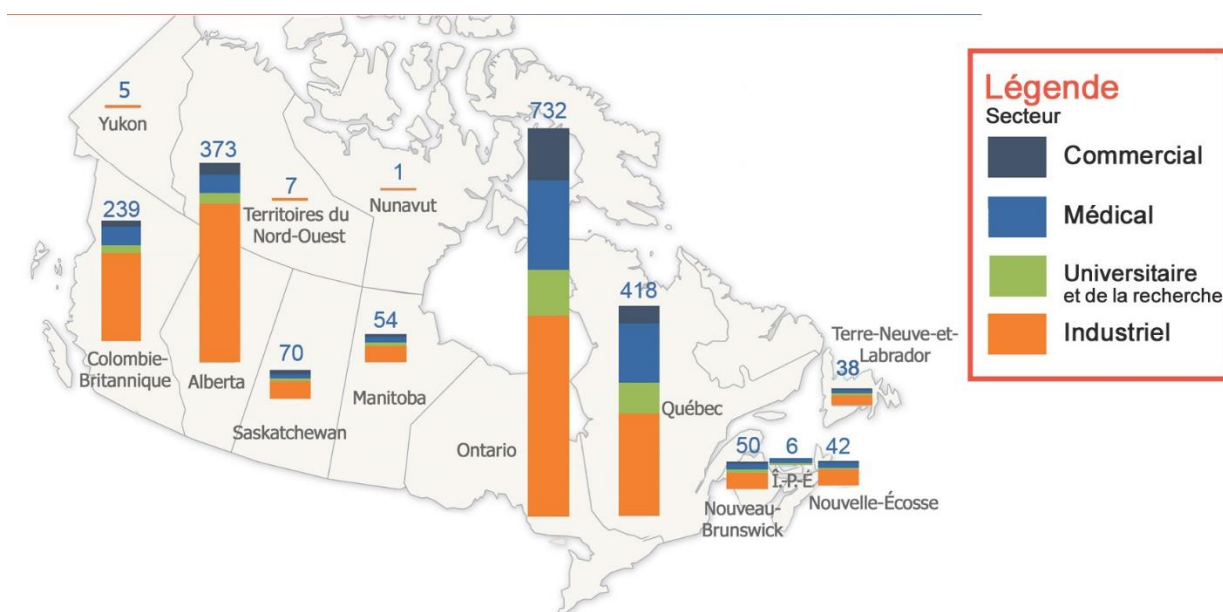 5
Yukon
373
7
Territoires du
Nord-Ouest
1
Nunavut
732
239
Colombie-
Britannique
Alberta
70
Saskatchewan
54
Manitoba
Ontario
418
Québec
Terre-Neuve-et-
Labrador
38
50
6
42
Î.-P.-É
Nouveau-
Brunswick
Nouvelle-Écosse
Légende
Secteur
Commercial
Médical
Universitaire
et de la recherche
Industriel